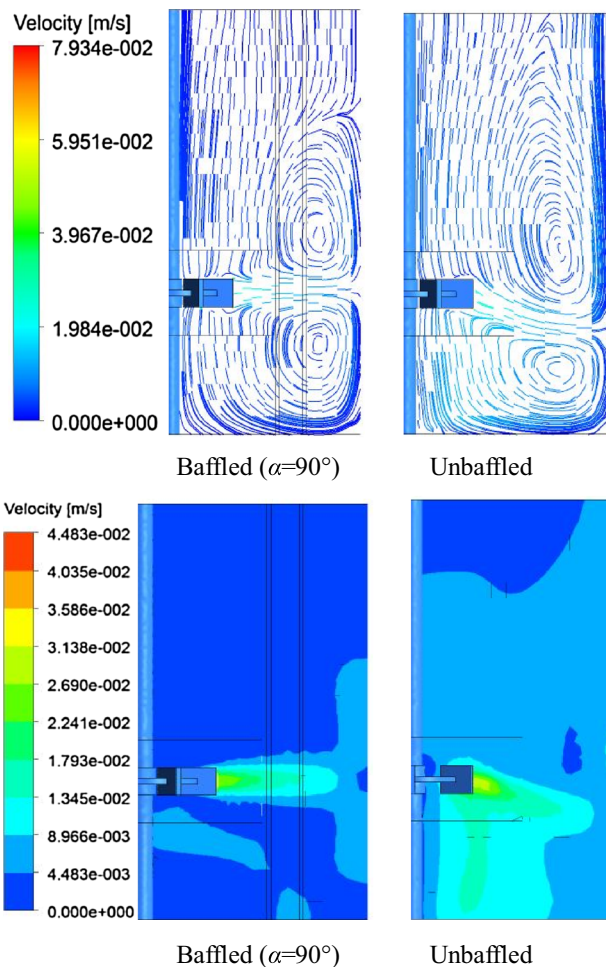 Velocity [m/s]
7.934e-002
5.951e-002
3.967e-002
1.984e-002
0.000e+000
Baffled (α=90°) Unbaffled
Velocity [m/s]
4.483e-002
4.035e-002
3.586e-002
3.138e-002
2.690e-002
2.241e-002
1.793e-002
1.345e-002
8.966e-003
4.483e-003
0.000e+000
Baffled (α=90°) Unbaffled